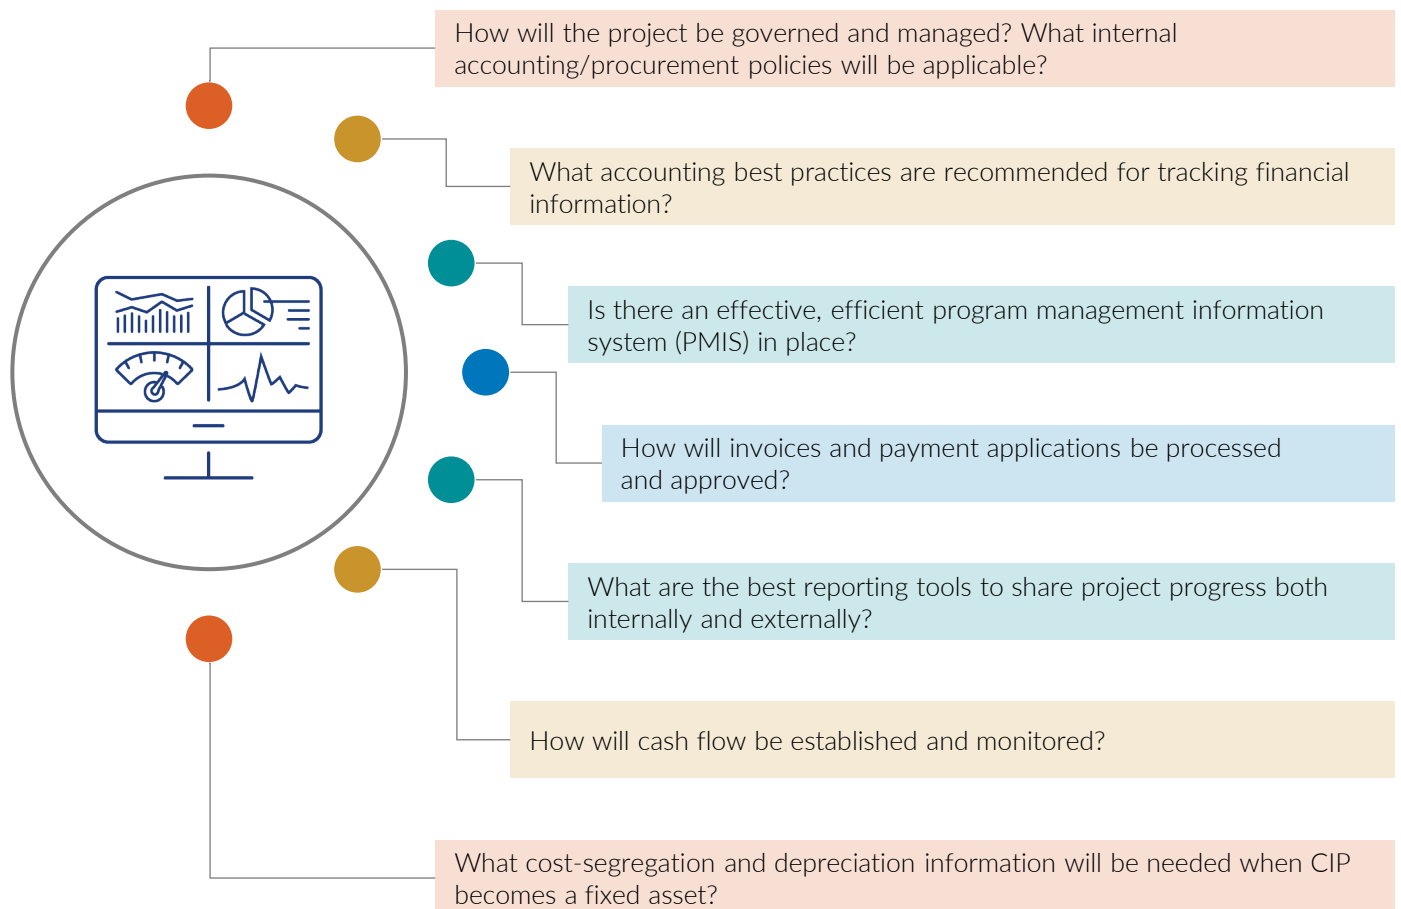 How will the project be governed and managed? What internal
accounting/procurement policies will be applicable?
What accounting best practices are recommended for tracking financial
information?
Is there an effective, efficient program management information
system (PMIS) in place?
How will invoices and payment applications be processed
and approved?
What are the best reporting tools to share project progress both
internally and externally?
How will cash flow be established and monitored?
What cost-segregation and depreciation information will be needed when CIP
becomes a fixed asset?